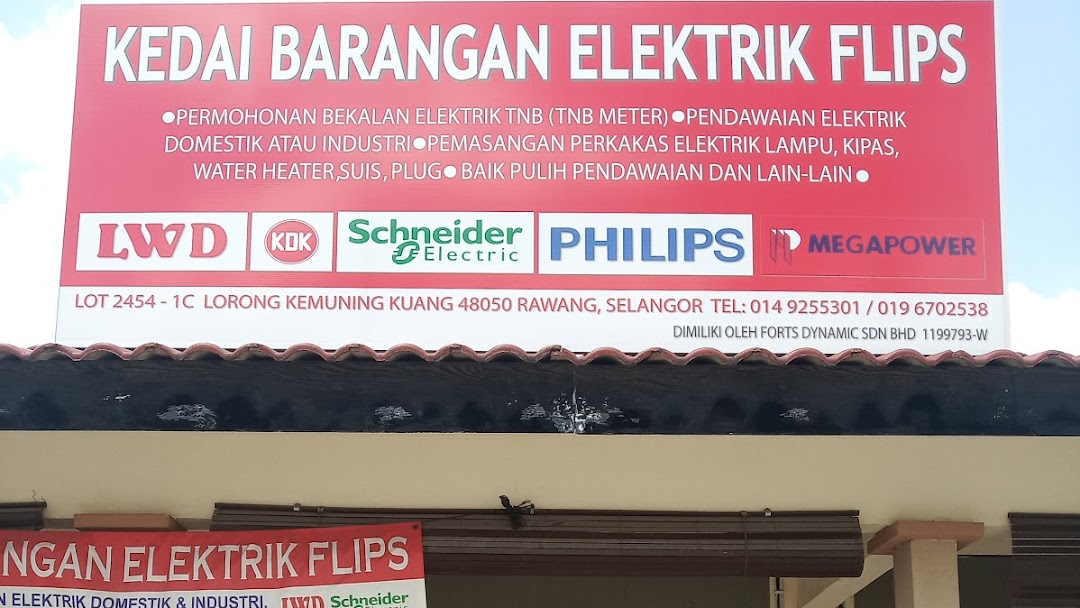 KEDAI BARANGAN ELEKTRIK FLIPS
●PERMOHONAN BEKALAN ELEKTRIK TNB (TNB METER)●PENDAWAIAN ELEKTRIK
DOMESTIK ATAU INDUSTRI●PEMASANGAN PERKAKAS ELEKTRIK LAMPU, KIPAS,
WATER HEATER,SUIS, PLUG● BAIK PULIH PENDAWAIAN DAN LAIN-LAIN●
LWD KDK Schneider Electric PHILIPS MEGAPOWER
LOT 2454 - 1C LORONG KEMUNING KUANG 48050 RAWANG, SELANGOR TEL: 014 9255301 / 019 6702538
DIMILIKI OLEH FORTS DYNAMIC SDN BHD 1199793-W
NGAN ELEKTRIK FLIPS
N ELEKTRIK DOMESTIK & INDUSTRI. LWD Schneider